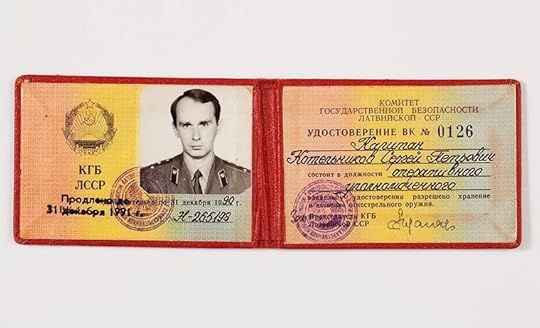 КГБ
ЛССР
Продлено до
31 декабря 1991 г.
31 декабря 1990 г.
Н-265198
КОМИТЕТ
ГОСУДАРСТВЕННОЙ БЕЗОПАСНОСТИ
ЛАТВИЙСКОЙ ССР
УДОСТОВЕРЕНИЕ ВК № 0126
Капитан
Котельников Сергей Петрович
состоит в должности оперативного
уполномоченного
владельцу удостоверения разрешено хранение
и ношение огнестрельного оружия.
Председатель КГБ
Латвийской ССР